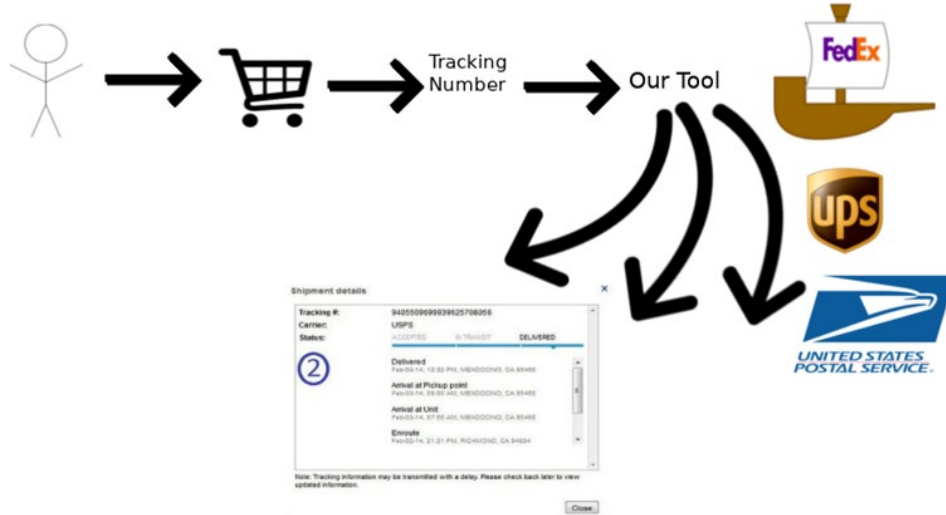 Tracking
Number
Our Tool
FedEx
ups
UNITED STATES
POSTAL SERVICE®
Shipment details
Tracking #:
Carrier: USPS
Status: ACCEPTED IN TRANSIT DELIVERED
2
Delivered
Arrival at Pickup point
Arrival at Unit
Enroute
Note: Tracking information may be transmitted with a delay. Please check back later to view
updated information.
Close